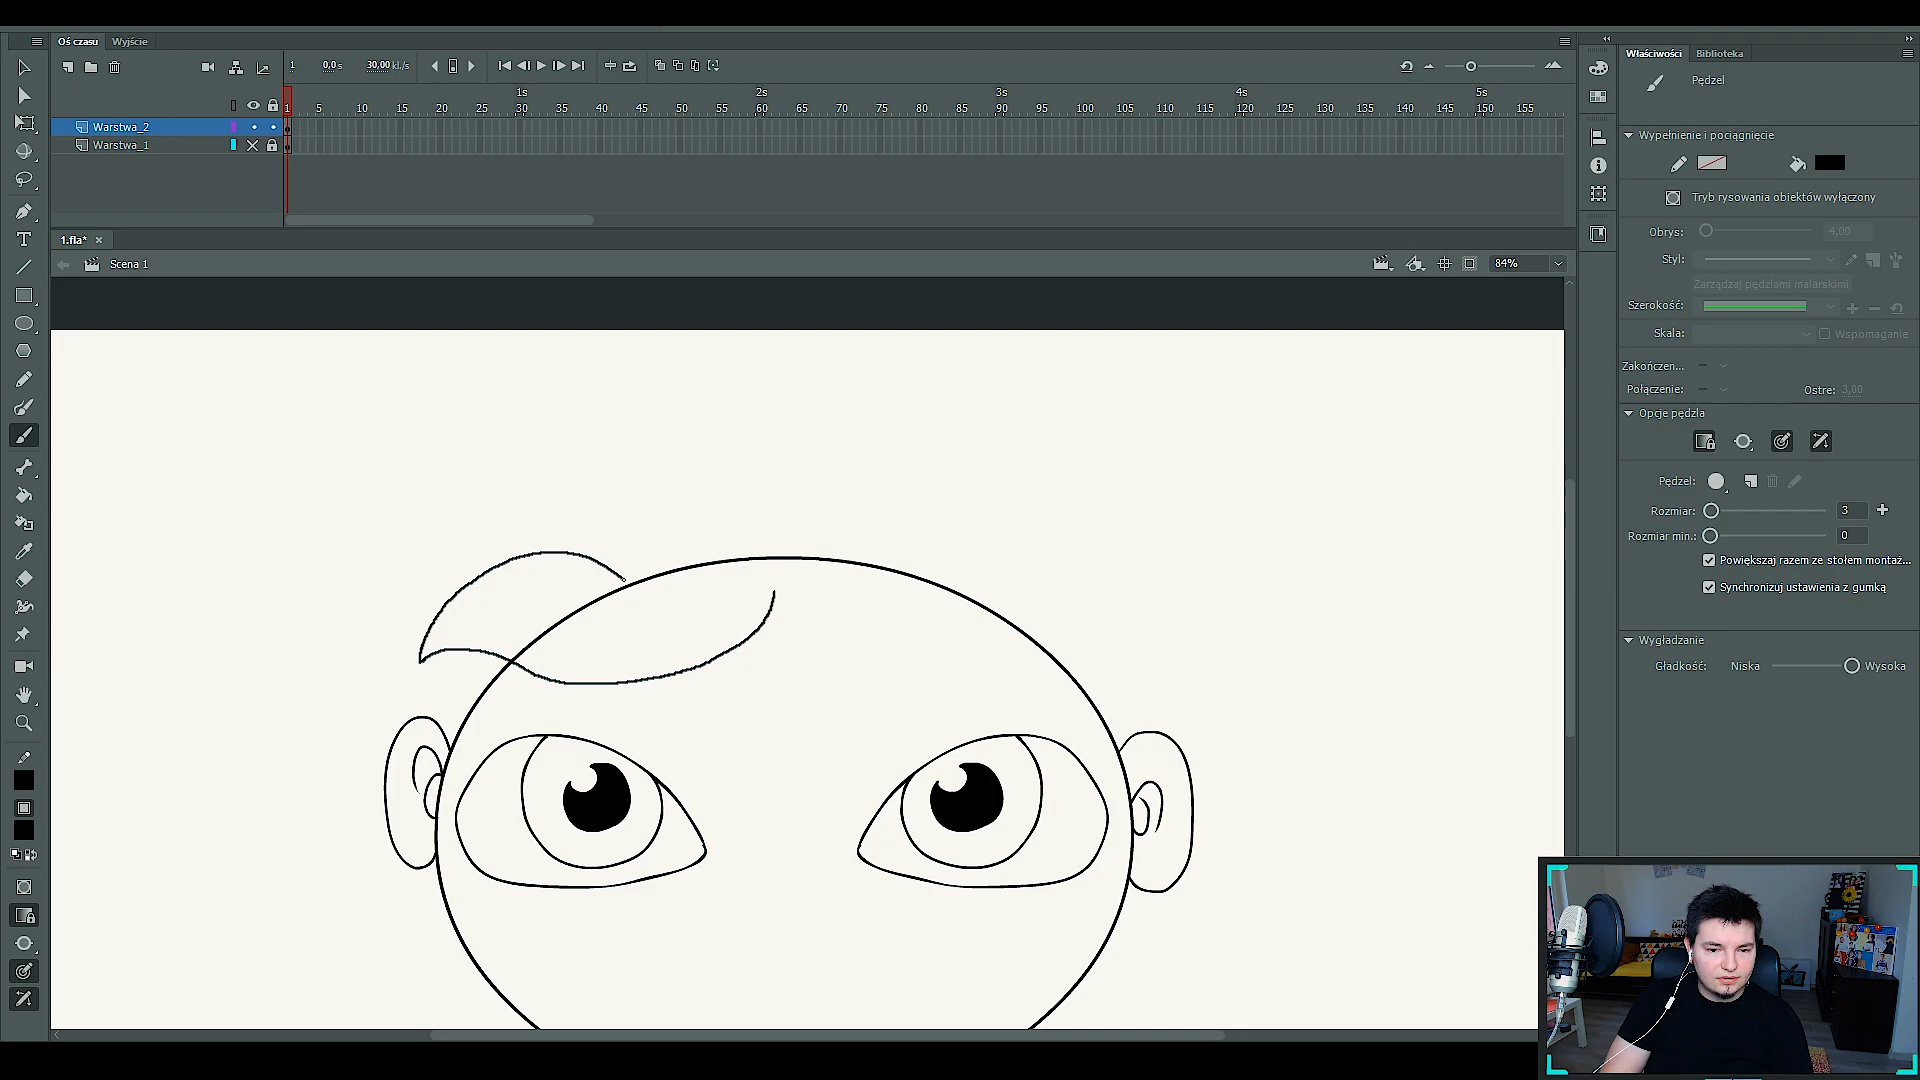 Oś czasu Wyjście
1 0,0 s 30,00 kl./s
1s 2s 3s 4s 5s
1 5 10 15 20 25 30 35 40 45 50 55 60 65 70 75 80 85 90 95 100 105 110 115 120 125 130 135 140 145 150 155
Warstwa_2
Warstwa_1
1.fla* ×
Scena 1
84%
Właściwości Biblioteka
Pędzel
Wypełnienie i pociągnięcie
Tryb rysowania obiektów wyłączony
Obrys: 4,00
Styl:
Zarządzaj pędzlami malarskimi
Szerokość:
Skala: Wspomaganie
Zakończen...
Połączenie: Ostre: 3,00
Opcje pędzla
Pędzel:
Rozmiar: 3
Rozmiar min.: 0
Powiększaj razem ze stołem montaż...
Synchronizuj ustawienia z gumką
Wygładzanie
Gładkość: Niska Wysoka